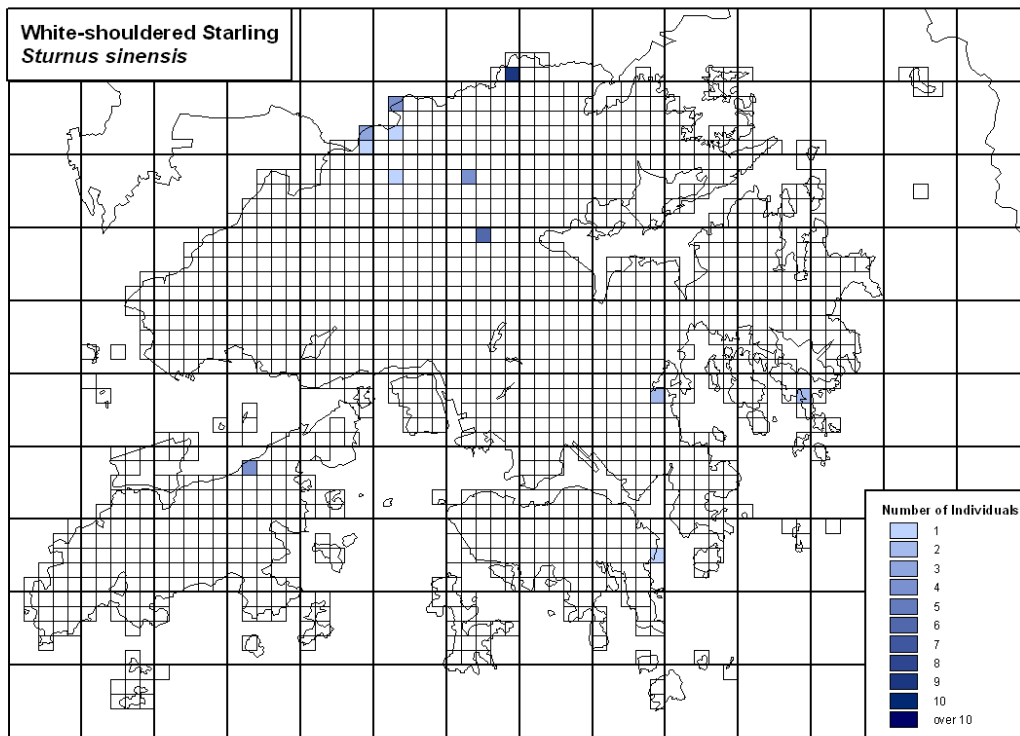 White-shouldered Starling
Sturnus sinensis
Number of Individuals
1
2
3
4
5
6
7
8
9
10
over 10